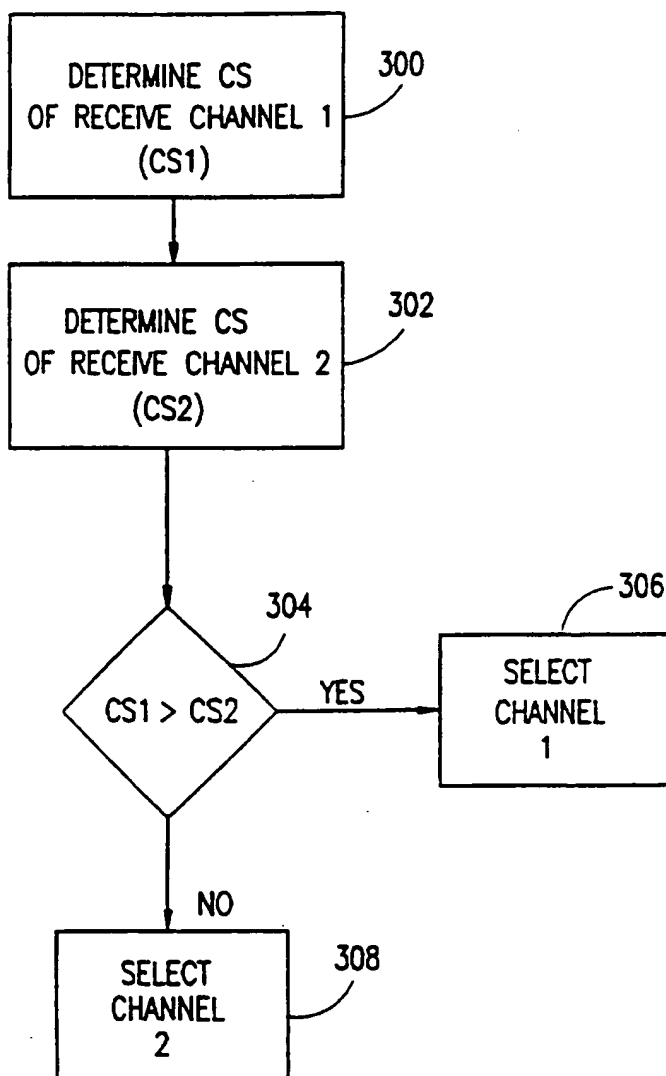 DETERMINE CS
OF RECEIVE CHANNEL 1
(CS1)
300
DETERMINE CS
OF RECEIVE CHANNEL 2
(CS2)
302
304
CS1 > CS2
YES
306
SELECT
CHANNEL
1
NO
SELECT
CHANNEL
2
308